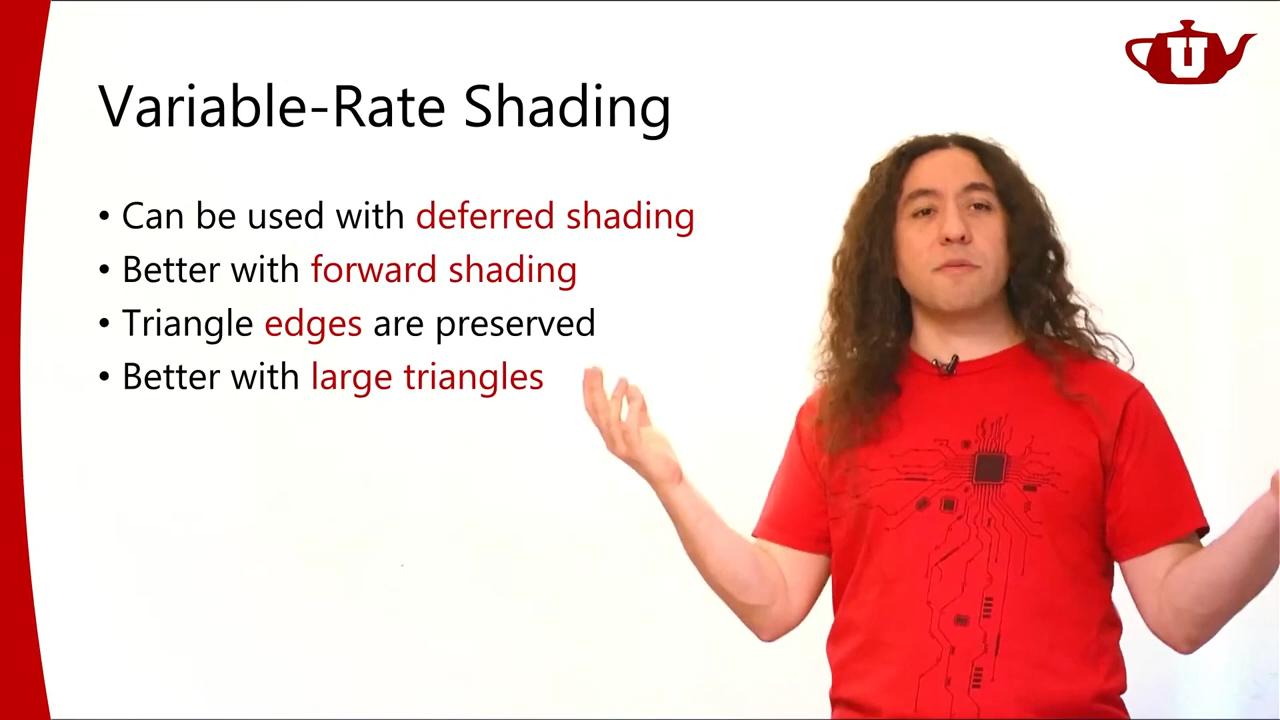 U
Variable-Rate Shading
• Can be used with deferred shading
• Better with forward shading
• Triangle edges are preserved
• Better with large triangles